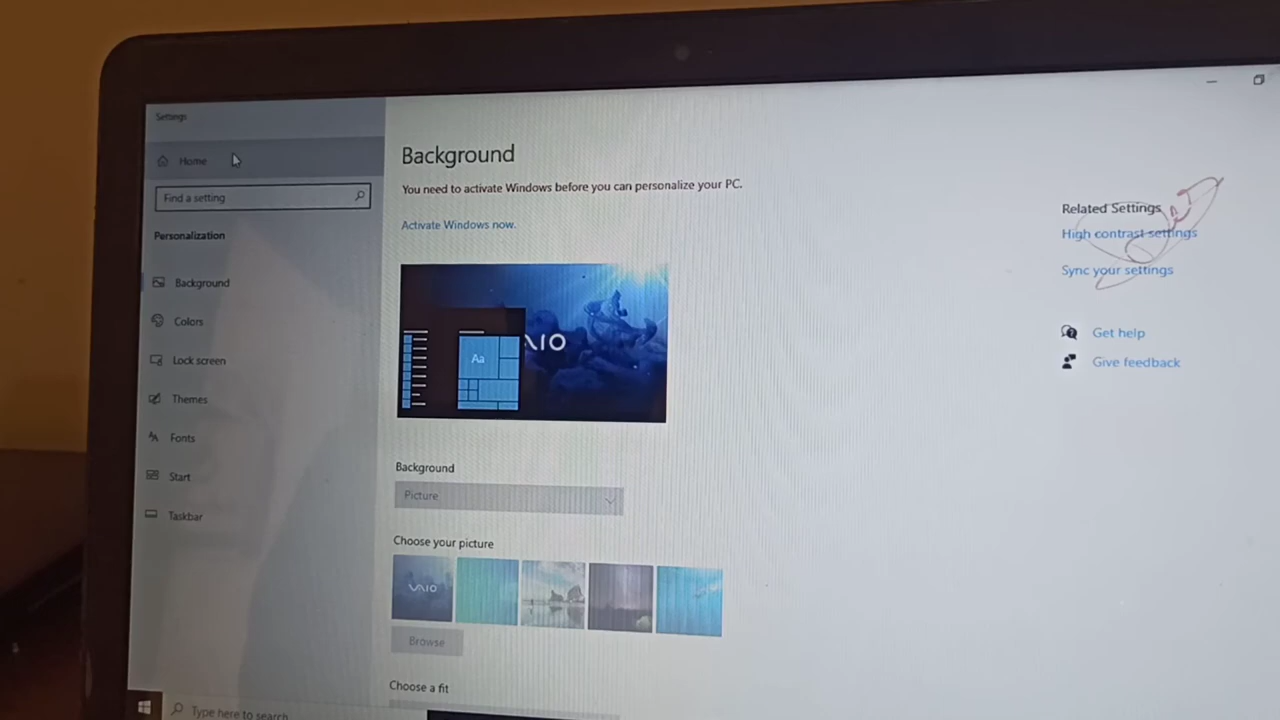 Settings
Home
Find a setting
Personalization
Background
Colors
Lock screen
Themes
Fonts
Start
Taskbar
Background
You need to activate Windows before you can personalize your PC.
Activate Windows now.
Aa
AIO
Background
Picture
Choose your picture
VAIO
Browse
Choose a fit
Related Settings
High contrast settings
Sync your settings
Get help
Give feedback
Type here to search